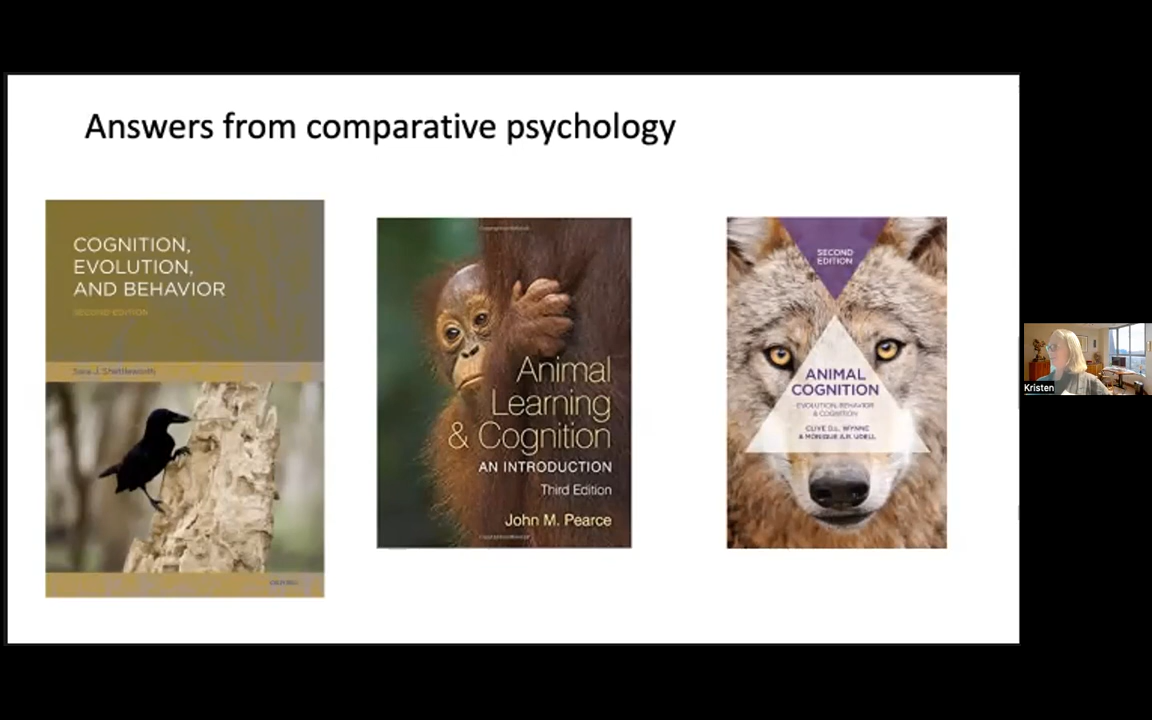 Answers from comparative psychology
COGNITION,
EVOLUTION,
AND BEHAVIOR
SECOND EDITION
Sara J. Shettleworth
OXFORD
Animal
Learning
& Cognition
AN INTRODUCTION
Third Edition
John M. Pearce
SECOND
EDITION
ANIMAL
COGNITION
EVOLUTION, BEHAVIOR
& COGNITION
CLIVE D.L. WYNNE
& MONIQUE A.R. UDELL
Kristen